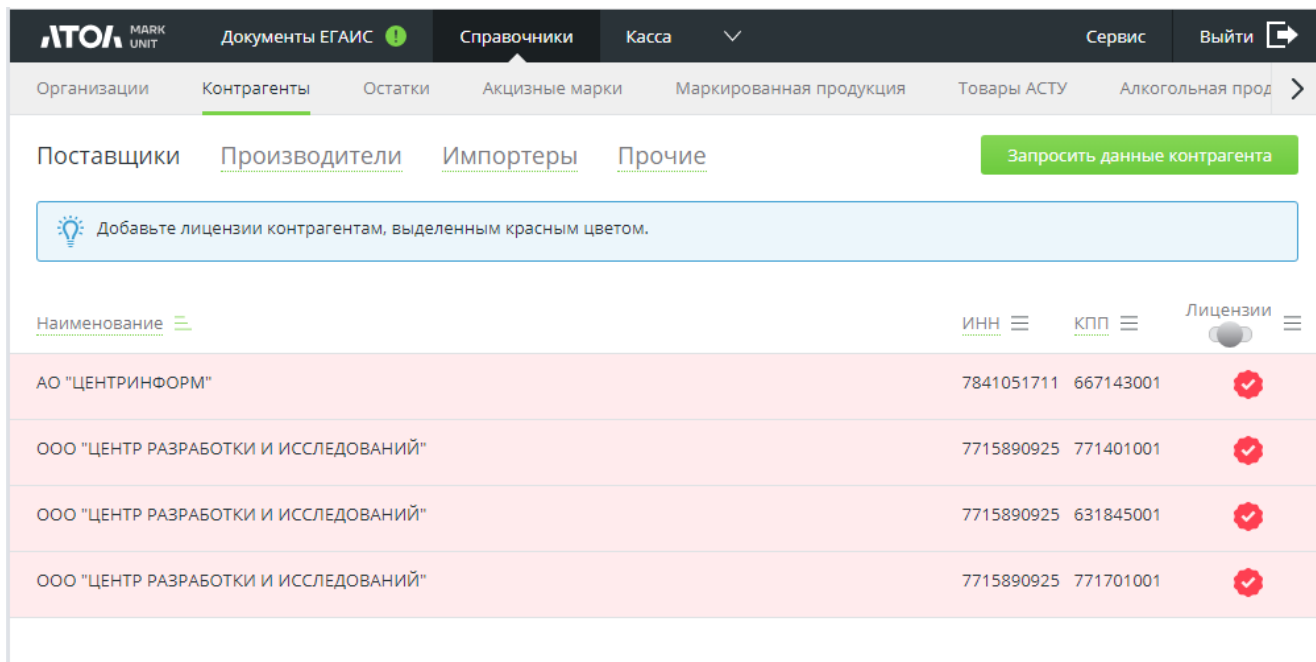 АТОЛ MARK UNIT Документы ЕГАИС ! Справочники Касса Сервис Выйти
Организации Контрагенты Остатки Акцизные марки Маркированная продукция Товары АСТУ Алкогольная прод
Поставщики Производители Импортеры Прочие Запросить данные контрагента
Добавьте лицензии контрагентам, выделенным красным цветом.
Наименование ИНН КПП Лицензии
АО "ЦЕНТРИНФОРМ" 7841051711 667143001
ООО "ЦЕНТР РАЗРАБОТКИ И ИССЛЕДОВАНИЙ" 7715890925 771401001
ООО "ЦЕНТР РАЗРАБОТКИ И ИССЛЕДОВАНИЙ" 7715890925 631845001
ООО "ЦЕНТР РАЗРАБОТКИ И ИССЛЕДОВАНИЙ" 7715890925 771701001